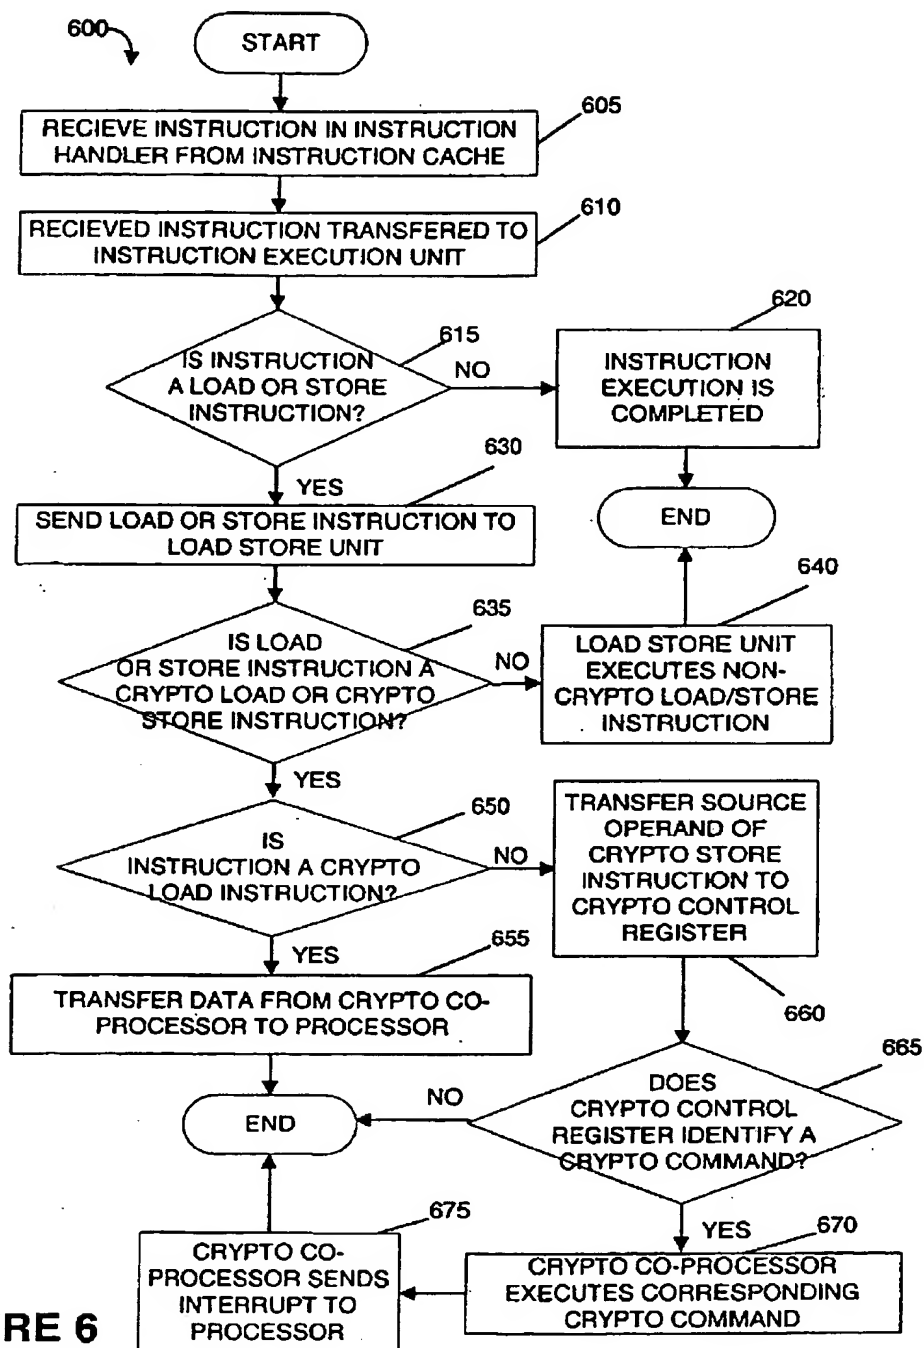 600
START
605
RECIEVE INSTRUCTION IN INSTRUCTION
HANDLER FROM INSTRUCTION CACHE
610
RECIEVED INSTRUCTION TRANSFERED TO
INSTRUCTION EXECUTION UNIT
615
IS INSTRUCTION
A LOAD OR STORE
INSTRUCTION?
NO
620
INSTRUCTION
EXECUTION IS
COMPLETED
END
YES
630
SEND LOAD OR STORE INSTRUCTION TO
LOAD STORE UNIT
635
IS LOAD
OR STORE INSTRUCTION A
CRYPTO LOAD OR CRYPTO
STORE INSTRUCTION?
NO
640
LOAD STORE UNIT
EXECUTES NON-
CRYPTO LOAD/STORE
INSTRUCTION
YES
650
IS
INSTRUCTION A CRYPTO
LOAD INSTRUCTION?
NO
TRANSFER SOURCE
OPERAND OF
CRYPTO STORE
INSTRUCTION TO
CRYPTO CONTROL
REGISTER
660
YES
655
TRANSFER DATA FROM CRYPTO CO-
PROCESSOR TO PROCESSOR
665
DOES
CRYPTO CONTROL
REGISTER IDENTIFY A
CRYPTO COMMAND?
NO
END
YES
670
CRYPTO CO-PROCESSOR
EXECUTES CORRESPONDING
CRYPTO COMMAND
675
CRYPTO CO-
PROCESSOR SENDS
INTERRUPT TO
PROCESSOR
RE 6